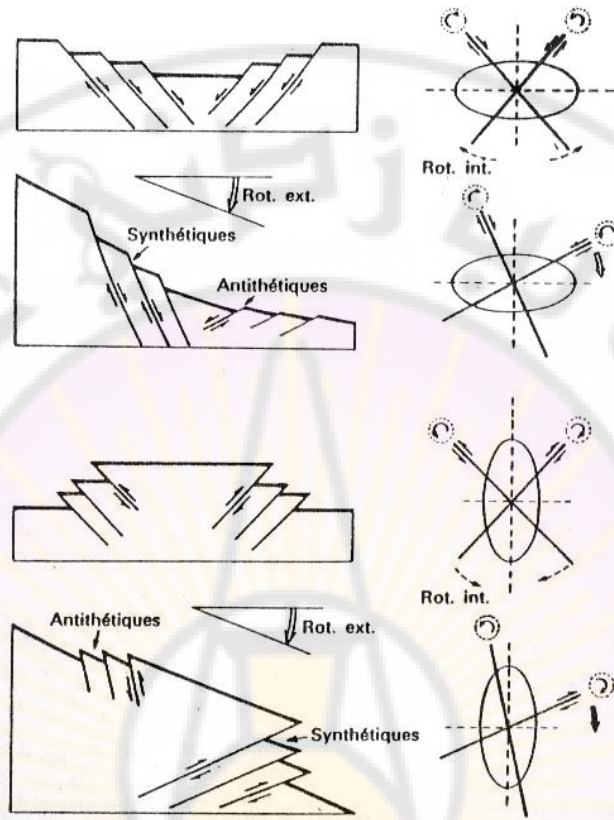 Rot. int.
Rot. ext.
Synthétiques
Antithétiques
Rot. int.
Antithétiques
Rot. ext.
Synthétiques